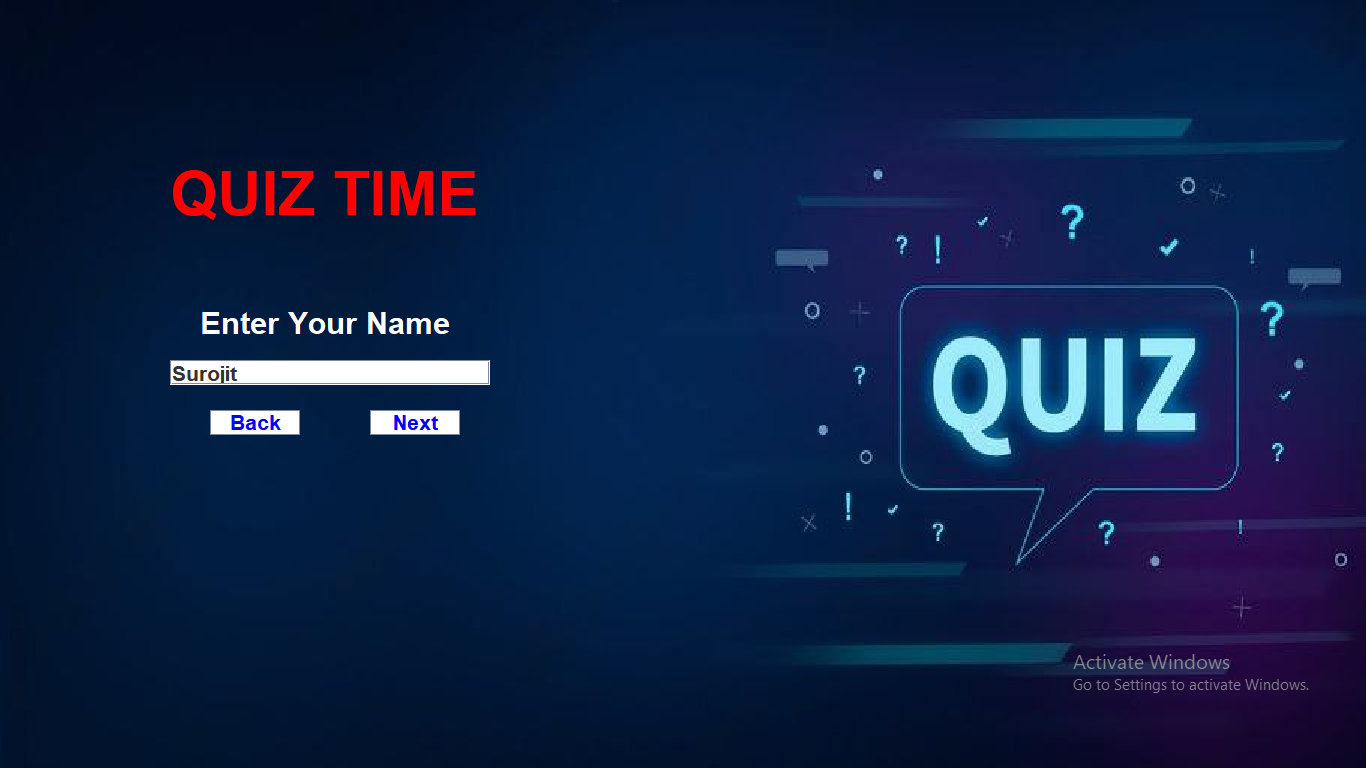 QUIZ TIME
Enter Your Name
Surojit
Back Next
QUIZ
Activate Windows
Go to Settings to activate Windows.